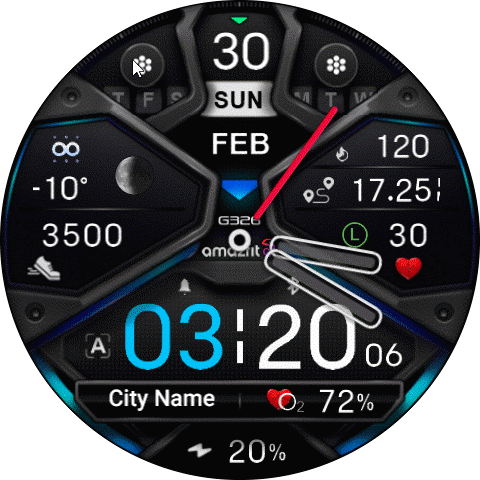 30
T F S SUN M T W
FEB
-10°
120
17.25
3500
G326
L 30
amazfit
A 03:20 06
City Name
O2 72%
20%